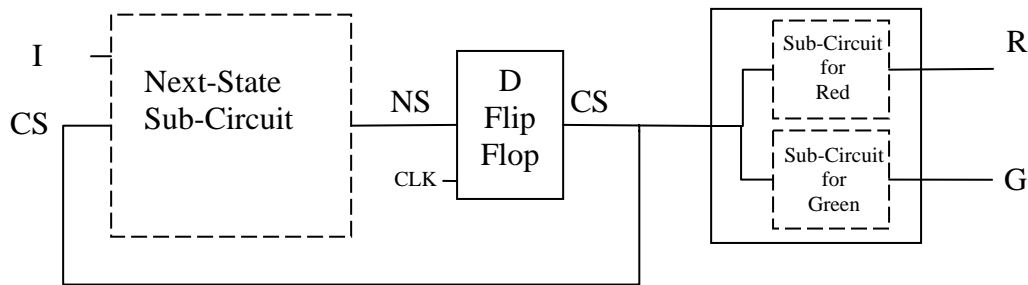 I
CS
Next-State
Sub-Circuit
NS
D
Flip
Flop
CLK
CS
Sub-Circuit
for
Red
Sub-Circuit
for
Green
R
G